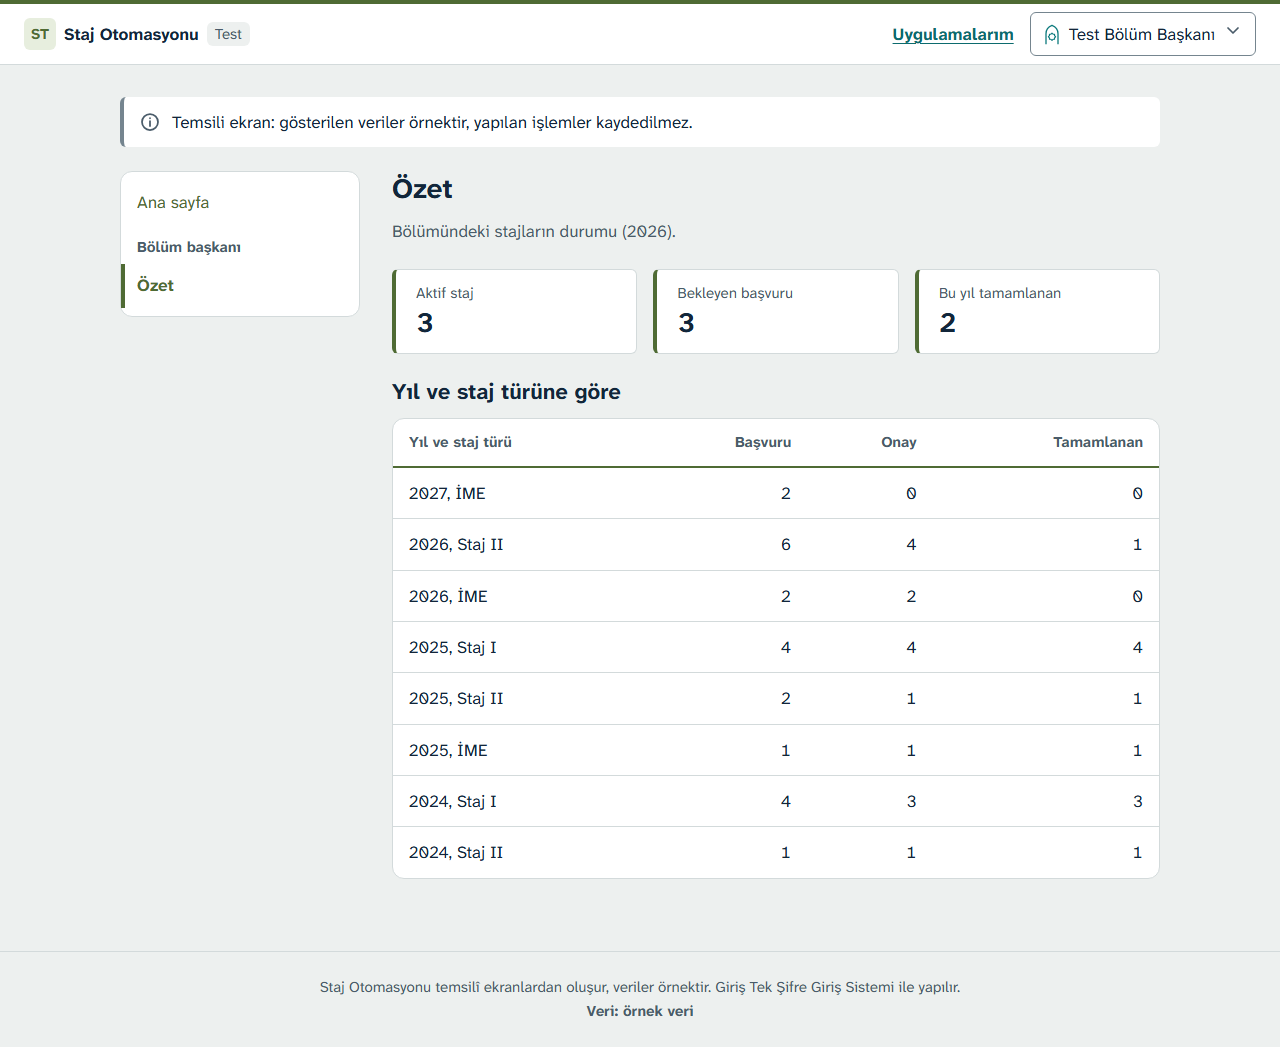 ST Staj Otomasyonu Test Uygulamalarım Test Bölüm Başkanı
Temsili ekran: gösterilen veriler örnektir, yapılan işlemler kaydedilmez.
Ana sayfa
Bölüm başkanı
Özet
Özet
Bölümündeki stajların durumu (2026).
Aktif staj
3
Bekleyen başvuru
3
Bu yıl tamamlanan
2
Yıl ve staj türüne göre
Yıl ve staj türü Başvuru Onay Tamamlanan
2027, İME 2 0 0
2026, Staj II 6 4 1
2026, İME 2 2 0
2025, Staj I 4 4 4
2025, Staj II 2 1 1
2025, İME 1 1 1
2024, Staj I 4 3 3
2024, Staj II 1 1 1
Staj Otomasyonu temsilî ekranlardan oluşur, veriler örnektir. Giriş Tek Şifre Giriş Sistemi ile yapılır.
Veri: örnek veri